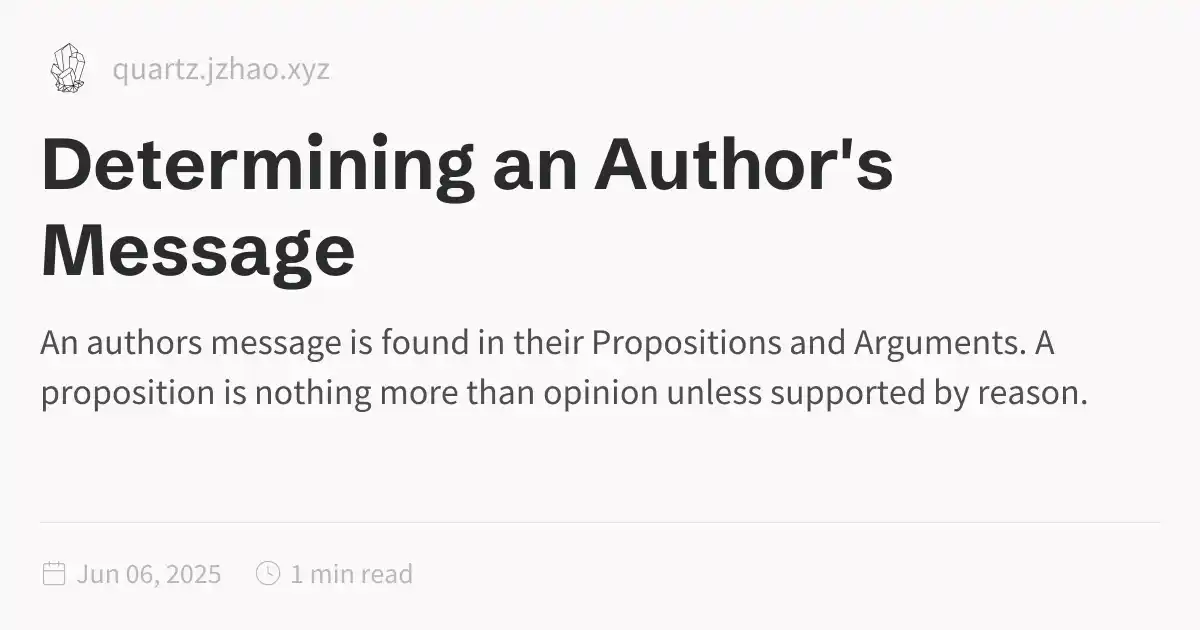 quartz.jzhao.xyz
Determining an Author's
Message
An authors message is found in their Propositions and Arguments. A
proposition is nothing more than opinion unless supported by reason.
Jun 06, 2025 1 min read